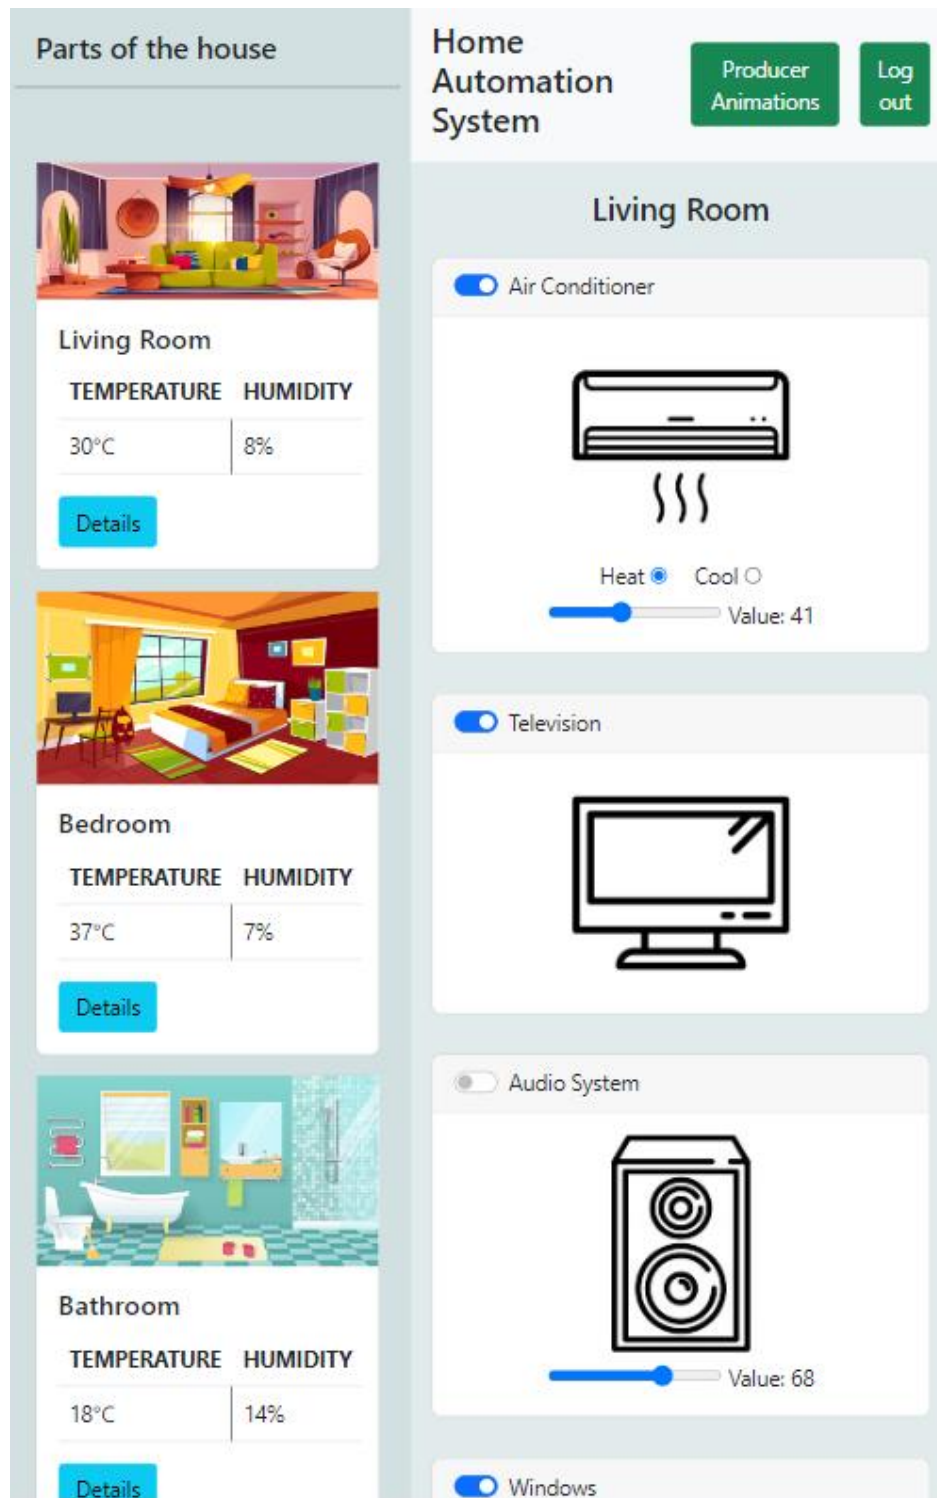 Parts of the house
Living Room
TEMPERATURE HUMIDITY
30°C 8%
Details
Bedroom
TEMPERATURE HUMIDITY
37°C 7%
Details
Bathroom
TEMPERATURE HUMIDITY
18°C 14%
Details
Home
Automation
System
Producer
Animations
Log
out
Living Room
Air Conditioner
Heat Cool
Value: 41
Television
Audio System
Value: 68
Windows